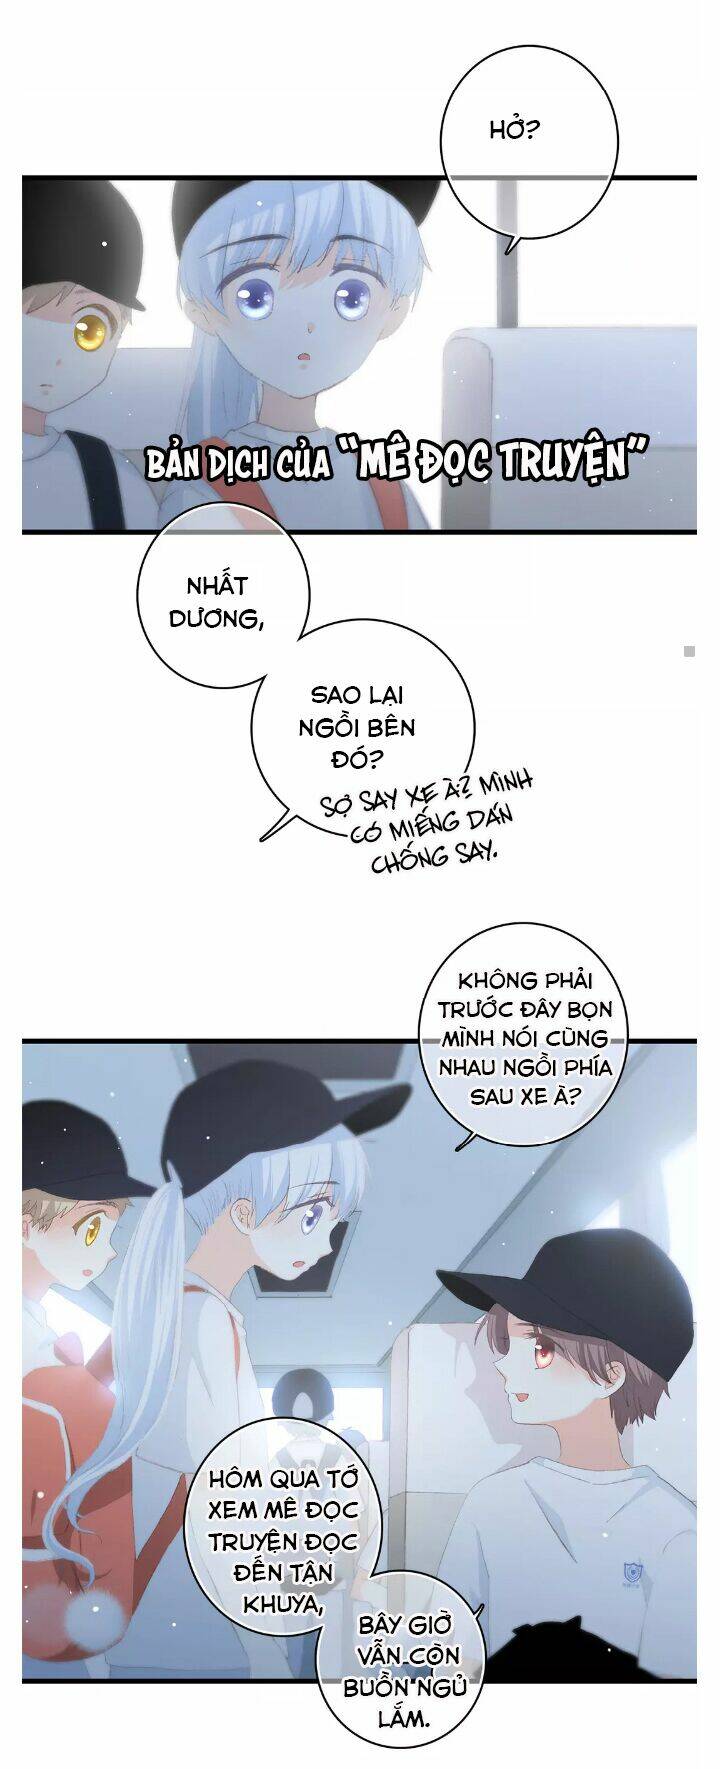 HỞ?
BẢN DỊCH CỦA "MÊ ĐỌC TRUYỆN"
NHẤT
DƯƠNG,
SAO LẠI
NGỒI BÊN
ĐÓ?
SỢ SAY XE À? MÌNH
CÓ MIẾNG DÁN
CHỐNG SAY.
KHÔNG PHẢI
TRƯỚC ĐÂY BỌN
MÌNH NÓI CÙNG
NHAU NGỒI PHÍA
SAU XE À?
HÔM QUA TỚ
XEM MÊ ĐỌC
TRUYỆN ĐỌC
ĐẾN TẬN
KHUYA,
BÂY GIỜ
VẪN CÒN
BUỒN NGỦ
LẮM.